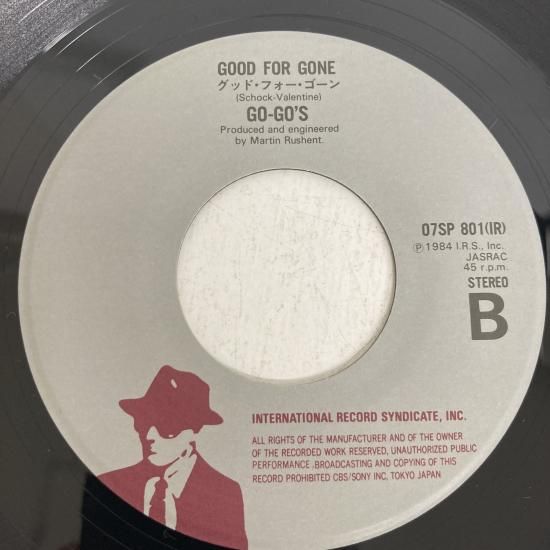 GOOD FOR GONE
グッド・フォー・ゴーン
(Schock-Valentine)
GO-GO'S
Produced and engineered
by Martin Rushent.
07SP 801(IR)
Ⓟ1984 I.R.S., Inc.
JASRAC
45 r.p.m.
STEREO
B
INTERNATIONAL RECORD SYNDICATE, INC.
ALL RIGHTS OF THE MANUFACTURER AND OF THE OWNER
OF THE RECORDED WORK RESERVED, UNAUTHORIZED PUBLIC
PERFORMANCE .BROADCASTING AND COPYING OF THIS
RECORD PROHIBITED CBS/SONY INC, TOKYO JAPAN